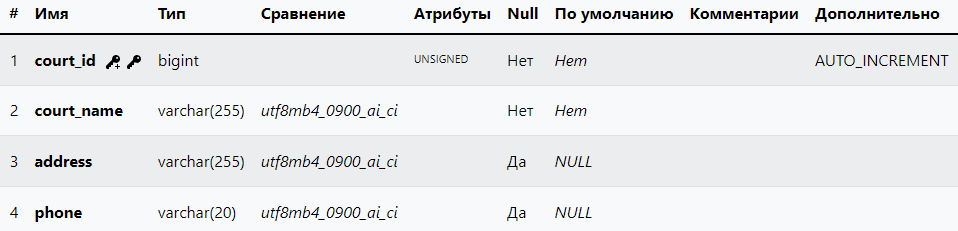 # Имя Тип Сравнение Атрибуты Null По умолчанию Комментарии Дополнительно
1 court_id bigint UNSIGNED Нет Нет AUTO_INCREMENT
2 court_name varchar(255) utf8mb4_0900_ai_ci Нет Нет
3 address varchar(255) utf8mb4_0900_ai_ci Да NULL
4 phone varchar(20) utf8mb4_0900_ai_ci Да NULL